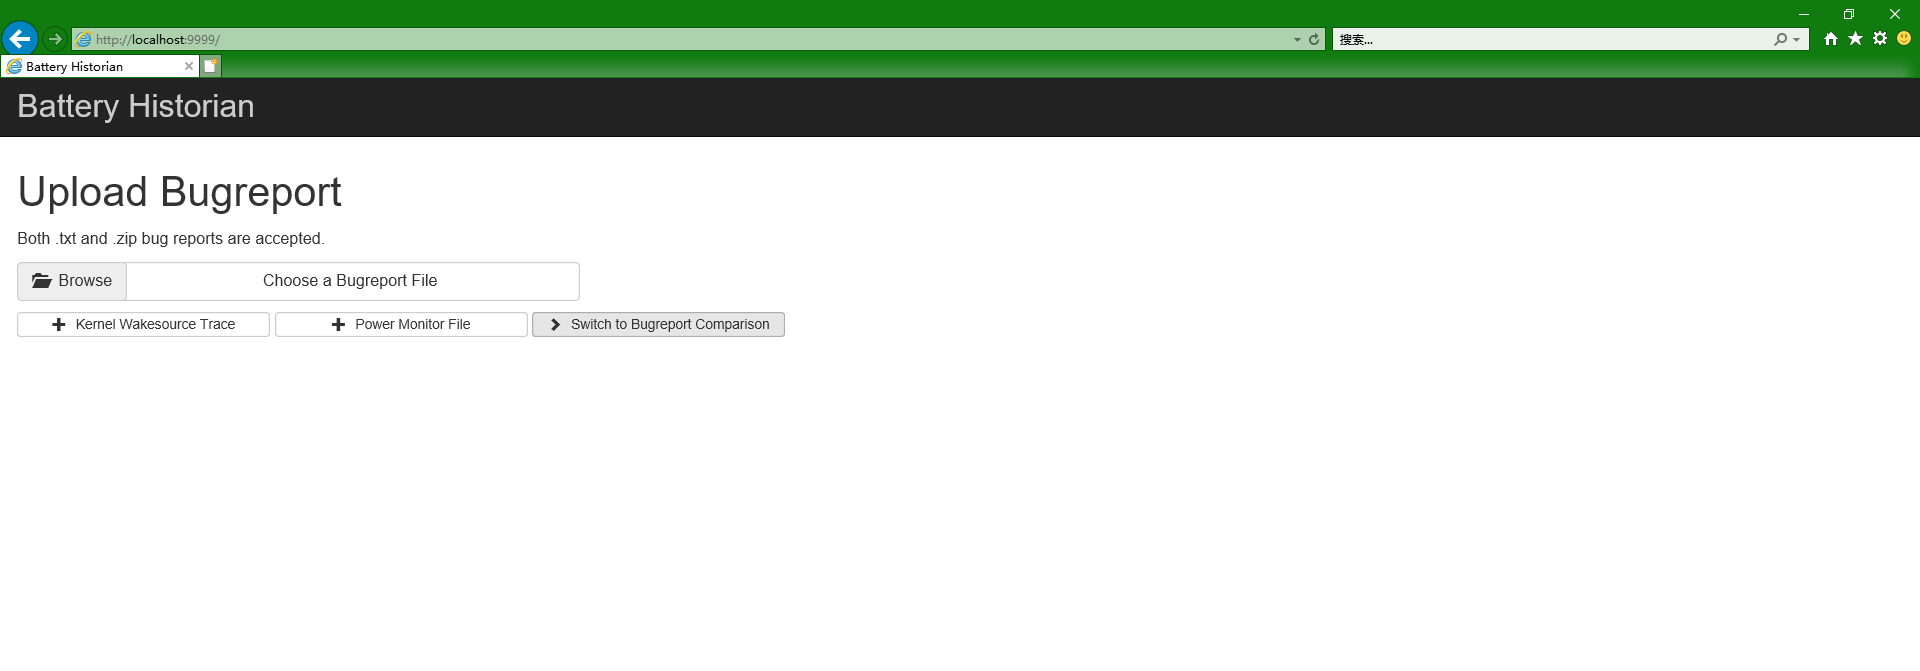 http://localhost:9999/
搜索...
Battery Historian
Battery Historian
Upload Bugreport
Both .txt and .zip bug reports are accepted.
Browse Choose a Bugreport File
Kernel Wakesource Trace Power Monitor File Switch to Bugreport Comparison